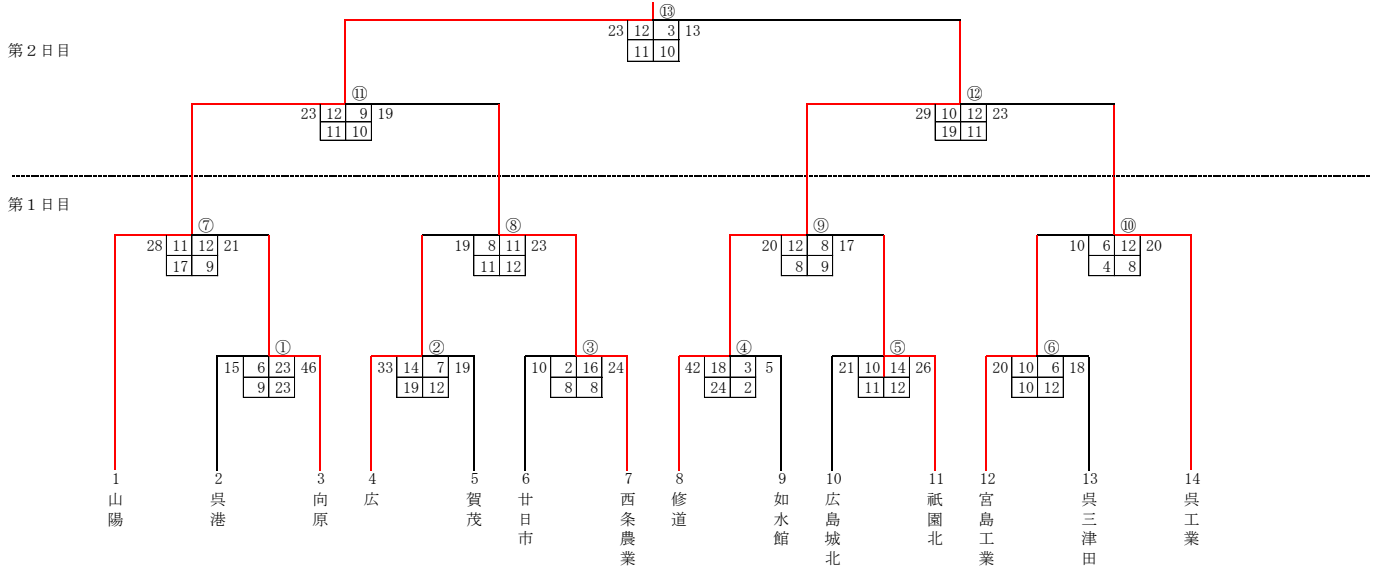 ⑬
23 12 3 13
11 10
第２日目
⑪ ⑫
23 12 9 19 29 10 12 23
11 10 19 11
第１日目
⑦ ⑧ ⑨ ⑩
28 11 12 21 19 8 11 23 20 12 8 17 10 6 12 20
17 9 11 12 8 9 4 8
① ② ③ ④ ⑤ ⑥
15 6 23 46 33 14 7 19 10 2 16 24 42 18 3 5 21 10 14 26 20 10 6 18
9 23 19 12 8 8 24 2 11 12 10 12
1 2 3 4 5 6 7 8 9 10 11 12 13 14
山陽
呉港
向原
広
賀茂
廿日市
西条農業
修道
如水館
広島城北
祇園北
宮島工業
呉三津田
呉工業